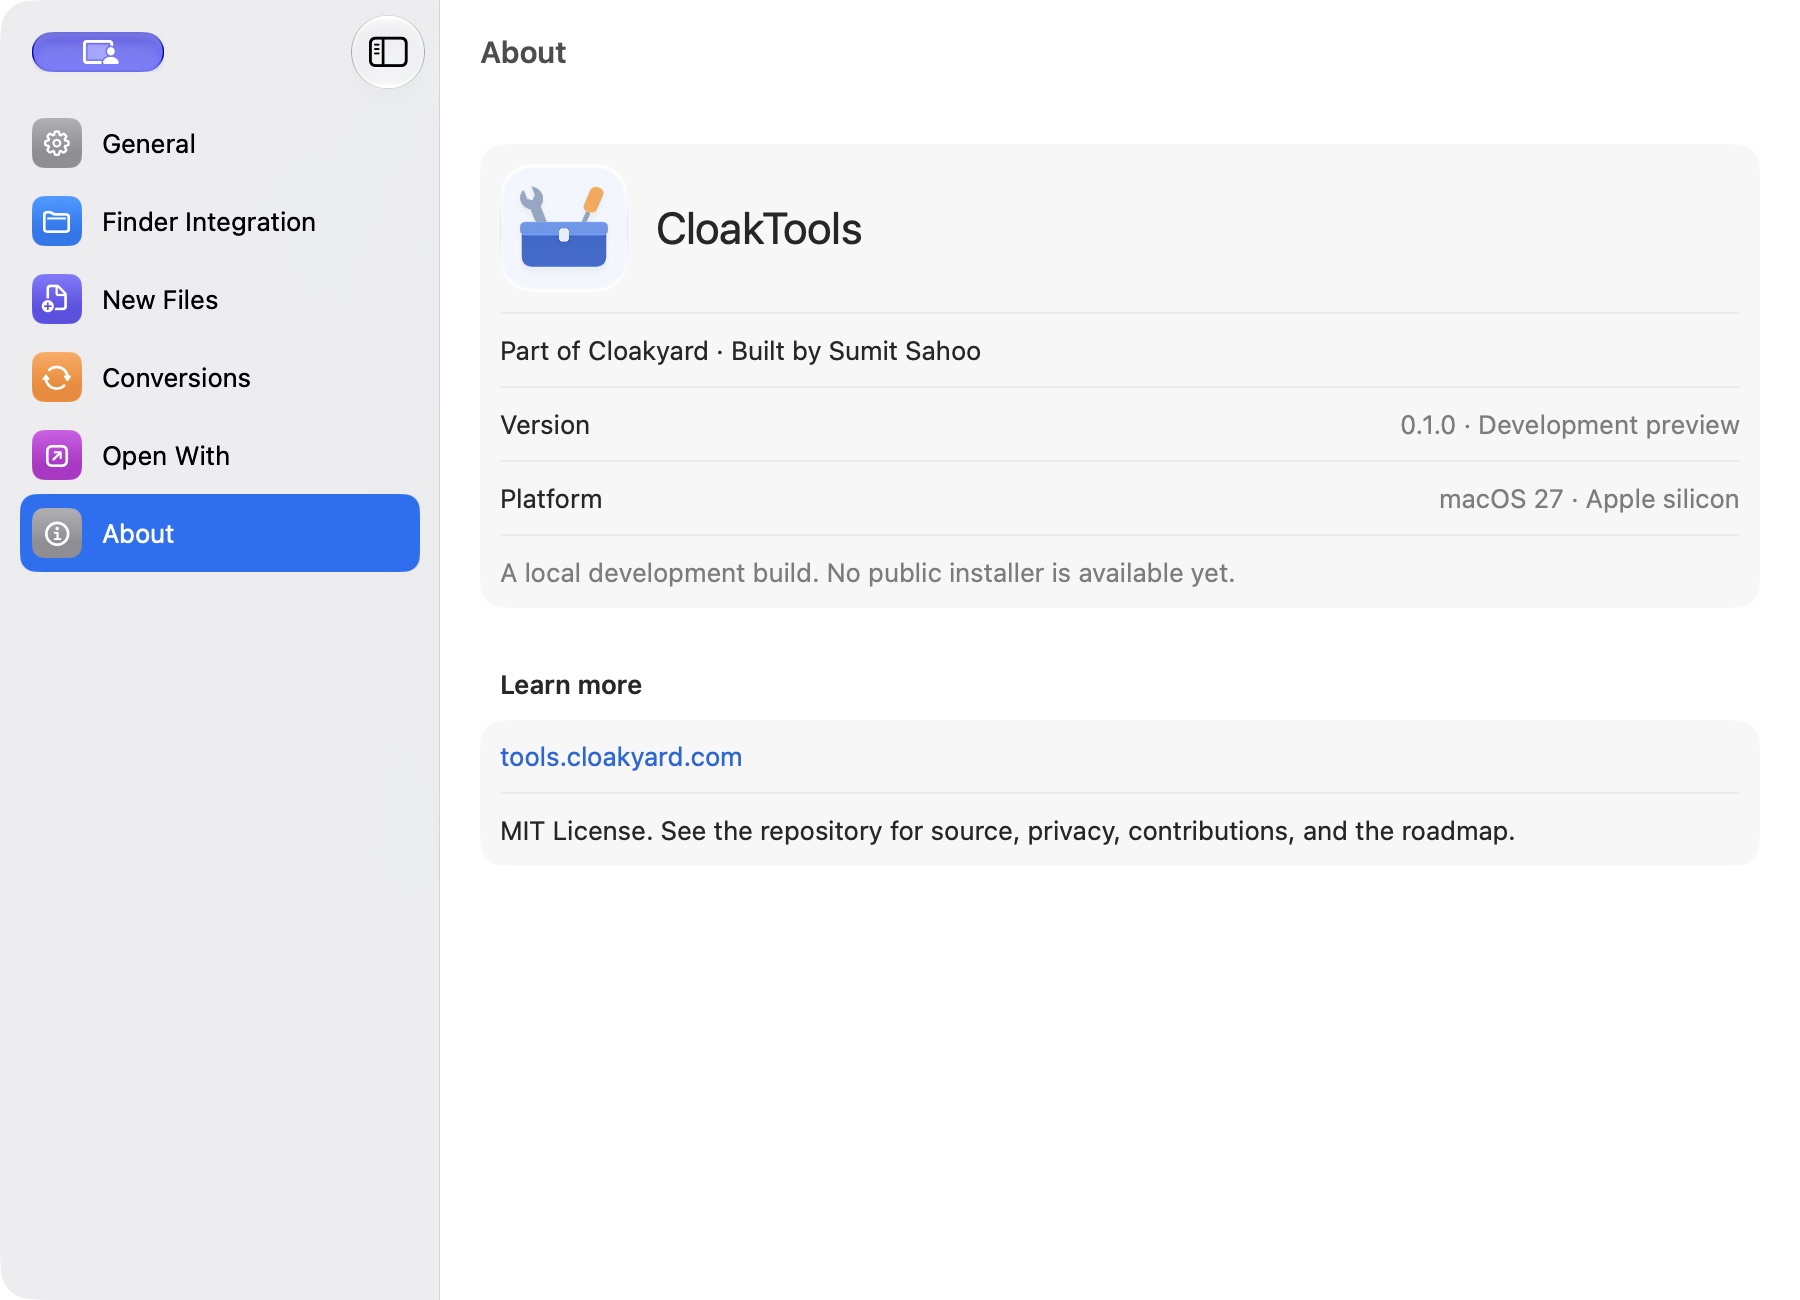 About
General
Finder Integration
New Files
Conversions
Open With
About
CloakTools
Part of Cloakyard · Built by Sumit Sahoo
Version
0.1.0 · Development preview
Platform
macOS 27 · Apple silicon
A local development build. No public installer is available yet.
Learn more
tools.cloakyard.com
MIT License. See the repository for source, privacy, contributions, and the roadmap.